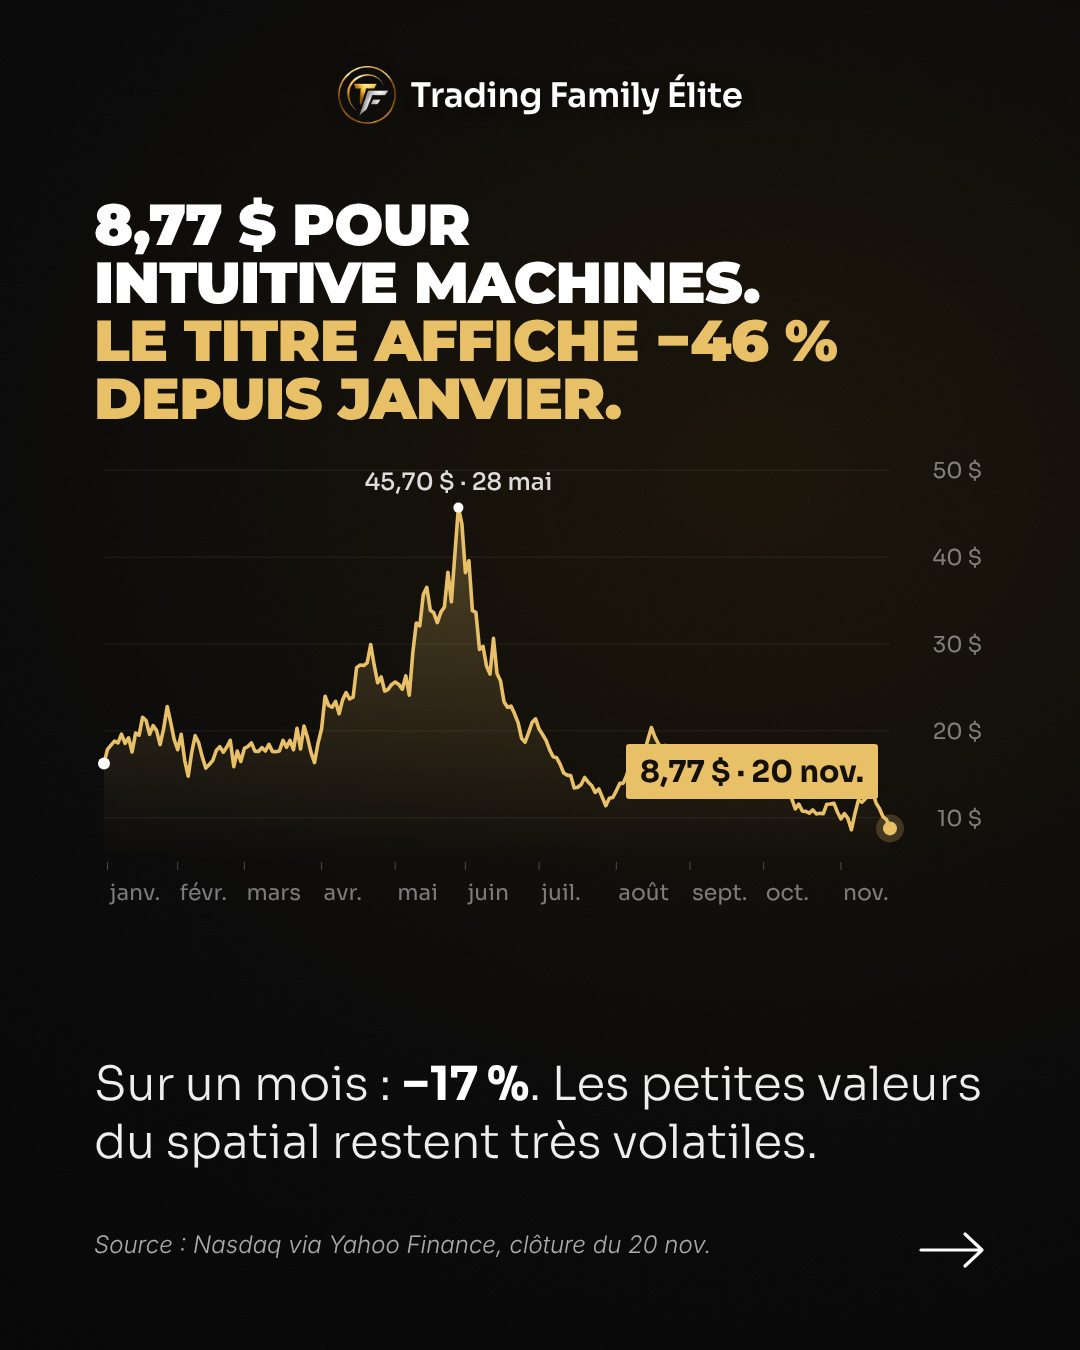 TF Trading Family Élite
8,77 $ POUR
INTUITIVE MACHINES.
LE TITRE AFFICHE −46 %
DEPUIS JANVIER.
45,70 $ · 28 mai
50 $
40 $
30 $
20 $
8,77 $ · 20 nov.
10 $
janv. févr. mars avr. mai juin juil. août sept. oct. nov.
Sur un mois : −17 %. Les petites valeurs
du spatial restent très volatiles.
Source : Nasdaq via Yahoo Finance, clôture du 20 nov.